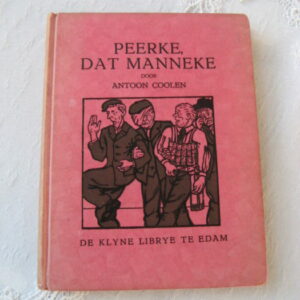 PEERKE,
DAT MANNEKE
DOOR
ANTOON COOLEN
DE KLYNE LIBRYE TE EDAM